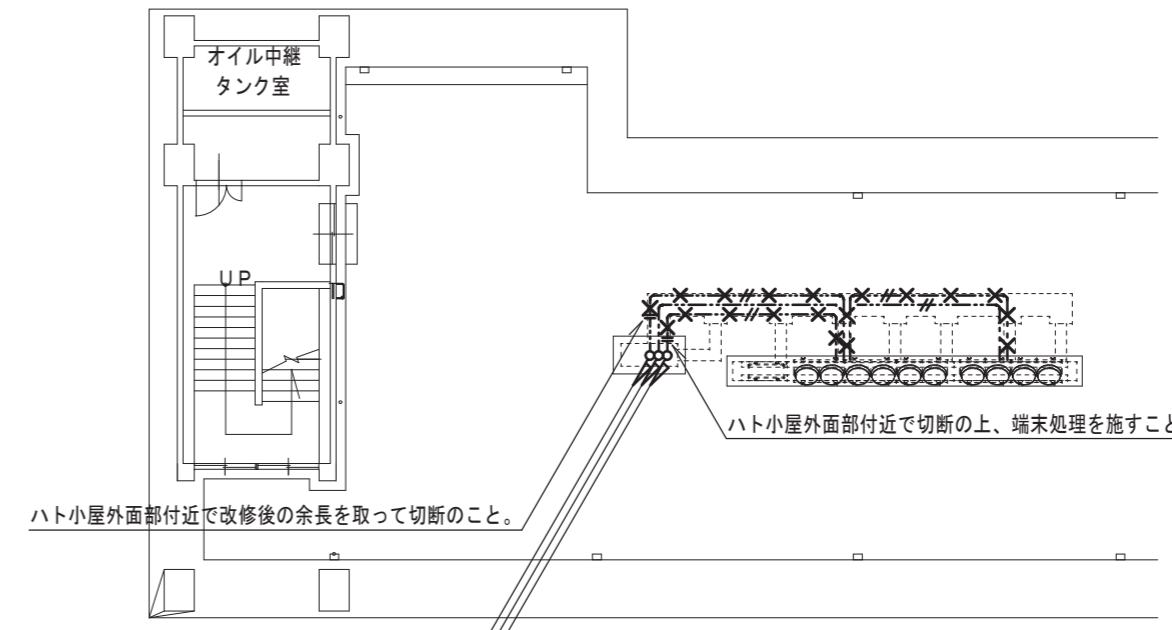 オイル中継
タンク室
UP
ハト小屋外面部付近で切断の上、端末処理を施すこと
ハト小屋外面部付近で改修後の余長を取って切断のこと。